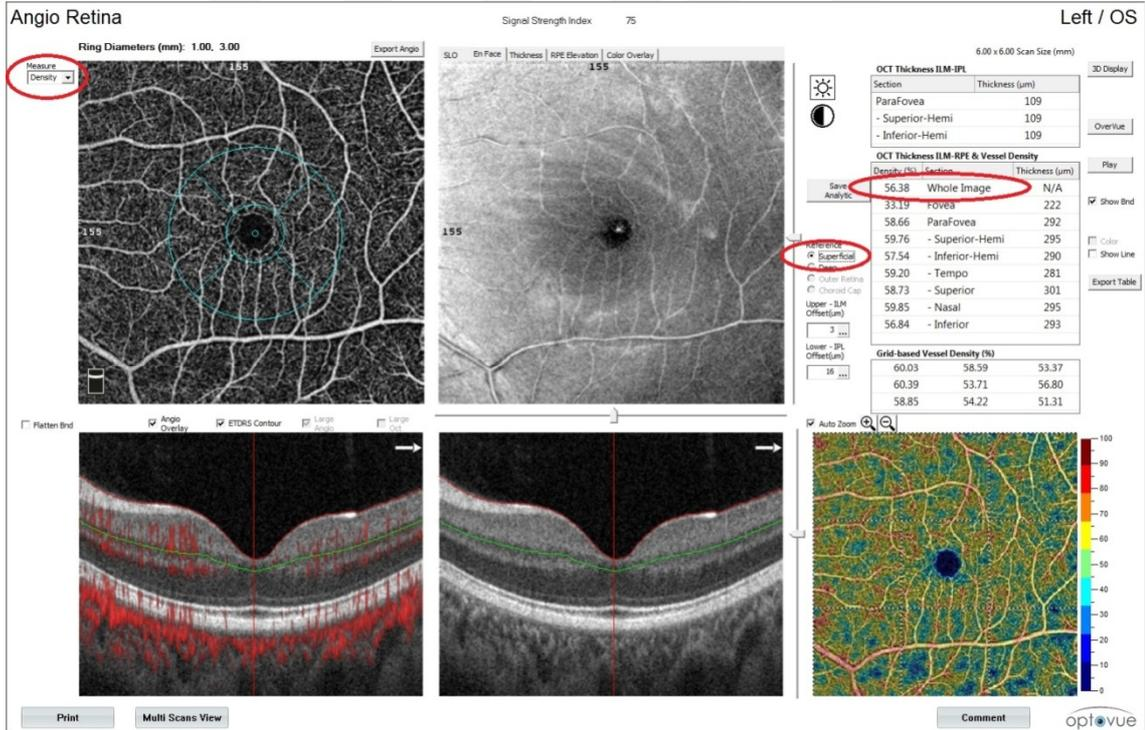 Angio Retina
Signal Strength Index 75
Left / OS
Ring Diameters (mm): 1.00, 3.00
Export Angio
Measure
Density
155
155
SLO En Face Thickness RPE Elevation Color Overlay
155
155
6.00 x 6.00 Scan Size (mm)
OCT Thickness ILM-IPL
Section Thickness (µm)
ParaFovea 109
- Superior-Hemi 109
- Inferior-Hemi 109
3D Display
OverVue
Play
Show Bnd
Color
Show Line
Export Table
OCT Thickness ILM-RPE & Vessel Density
Density (%) Section Thickness (µm)
56.38 Whole Image N/A
33.19 Fovea 222
58.66 ParaFovea 292
59.76 - Superior-Hemi 295
57.54 - Inferior-Hemi 290
59.20 - Tempo 281
58.73 - Superior 301
59.85 - Nasal 295
56.84 - Inferior 293
Save
Analytic
Reference
Superficial
Deep
Outer Retina
Choroid Cap
Upper - ILM
Offset(um)
3 ...
Lower - IPL
Offset(um)
16 ...
Grid-based Vessel Density (%)
60.03 58.59 53.37
60.39 53.71 56.80
58.85 54.22 51.31
Flatten Bnd
Angio
Overlay
ETDRS Contour
Large
Angio
Large
Oct
Auto Zoom
100
90
80
70
60
50
40
30
20
10
0
Print
Multi Scans View
Comment
optovue